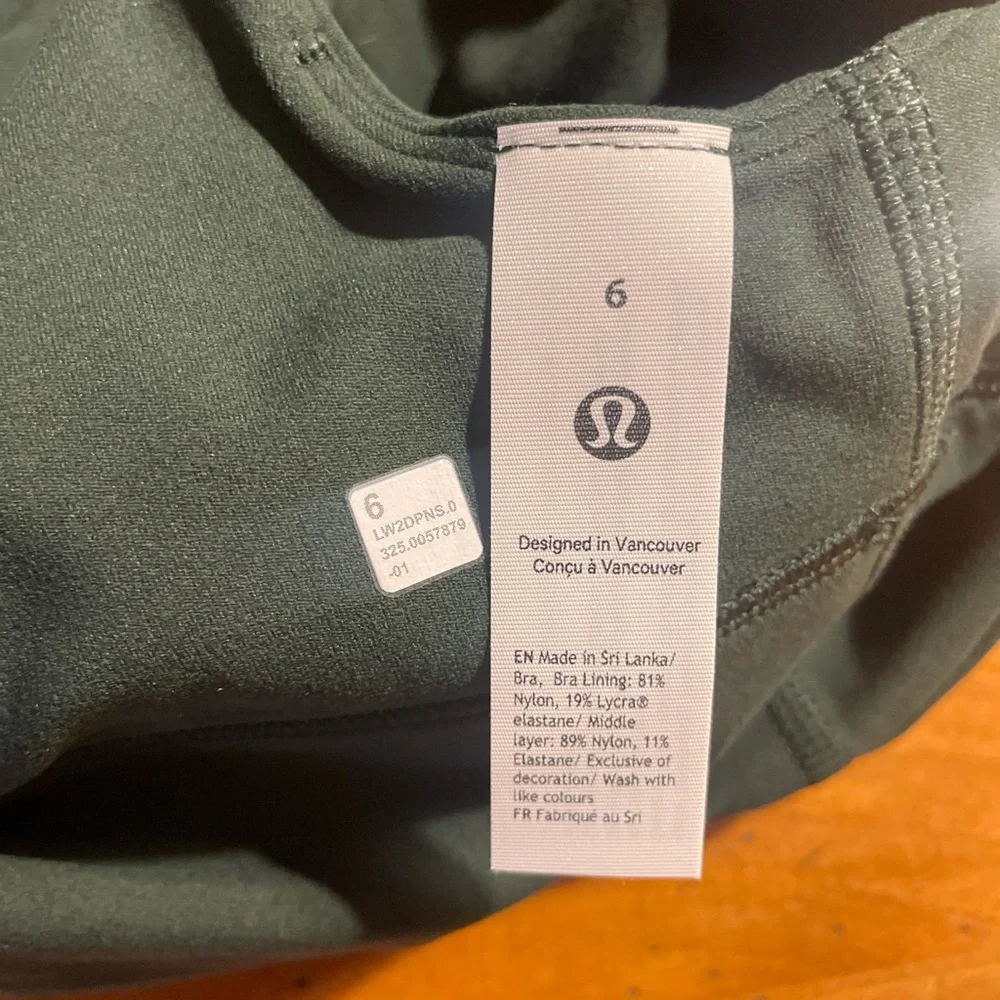 6
Designed in Vancouver
Conçu à Vancouver
EN Made in Sri Lanka/
Bra, Bra Lining: 81%
Nylon, 19% Lycra®
elastane/ Middle
layer: 89% Nylon, 11%
Elastane/ Exclusive of
decoration/ Wash with
like colours
FR Fabriqué au Sri
6
LW2DPNS.0
325.0057879
-01